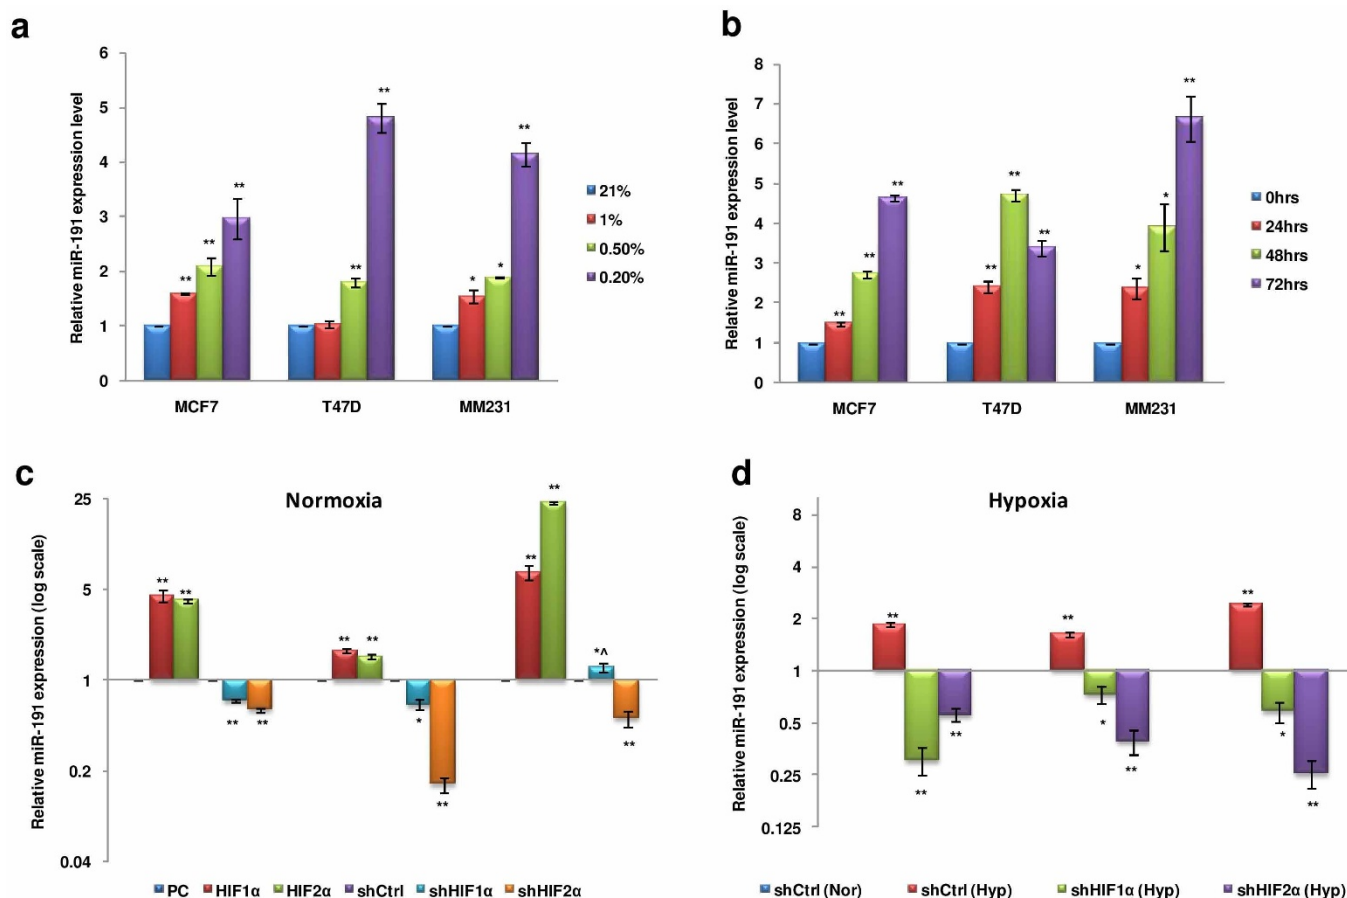 a
Relative miR-191 expression level
6
5
4
3
2
1
0
** ** **
** **
* * **
MCF7 T47D MM231
21%
1%
0.50%
0.20%
b
Relative miR-191 expression level
8
7
6
5
4
3
2
1
0
** ** **
** ** **
* * **
MCF7 T47D MM231
0hrs
24hrs
48hrs
72hrs
c
Normoxia
Relative miR-191 expression (log scale)
25
5
1
0.2
0.04
** ** ** **
** ** * **
** ** *^ **
PC HIF1α HIF2α shCtrl shHIF1α shHIF2α
d
Hypoxia
Relative miR-191 expression (log scale)
8
4
2
1
0.5
0.25
0.125
** ** **
** * **
** * **
shCtrl (Nor) shCtrl (Hyp) shHIF1α (Hyp) shHIF2α (Hyp)